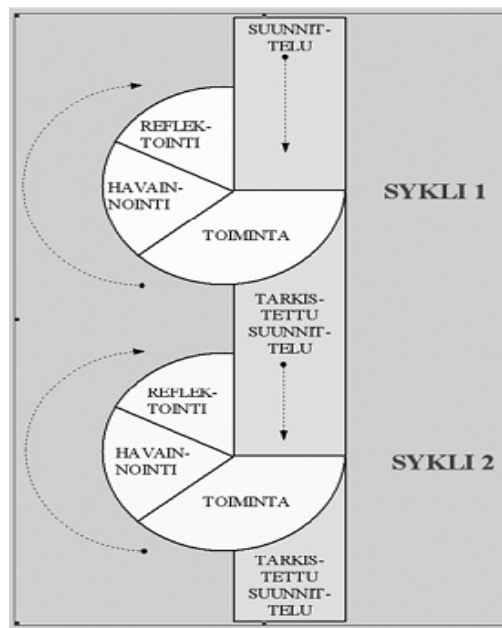 SUUNNIT-
TELU
REFLEK-
TOINTI
HAVAIN-
NOINTI
TOIMINTA
SYKLI 1
TARKIS-
TETTU
SUUNNIT-
TELU
REFLEK-
TOINTI
HAVAIN-
NOINTI
TOIMINTA
SYKLI 2
TARKIS-
TETTU
SUUNNIT-
TELU